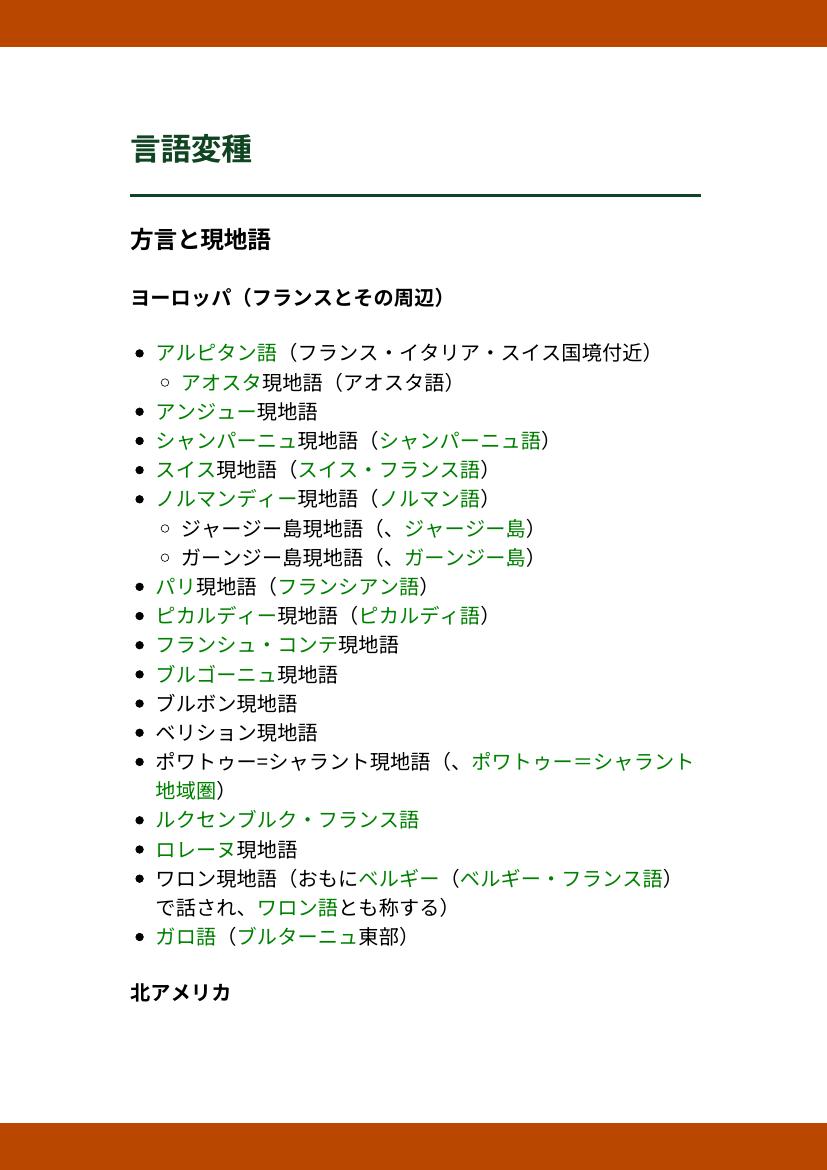 言語変種
方言と現地語
ヨーロッパ（フランスとその周辺）
アルピタン語（フランス・イタリア・スイス国境付近）
アオスタ現地語（アオスタ語）
アンジュー現地語
シャンパーニュ現地語（シャンパーニュ語）
スイス現地語（スイス・フランス語）
ノルマンディー現地語（ノルマン語）
ジャージー島現地語（、ジャージー島）
ガーンジー島現地語（、ガーンジー島）
パリ現地語（フランシアン語）
ピカルディー現地語（ピカルディ語）
フランシュ・コンテ現地語
ブルゴーニュ現地語
ブルボン現地語
ベリション現地語
ポワトゥー=シャラント現地語（、ポワトゥー＝シャラント
地域圏）
ルクセンブルク・フランス語
ロレーヌ現地語
ワロン現地語（おもにベルギー（ベルギー・フランス語）
で話され、ワロン語とも称する）
ガロ語（ブルターニュ東部）
北アメリカ